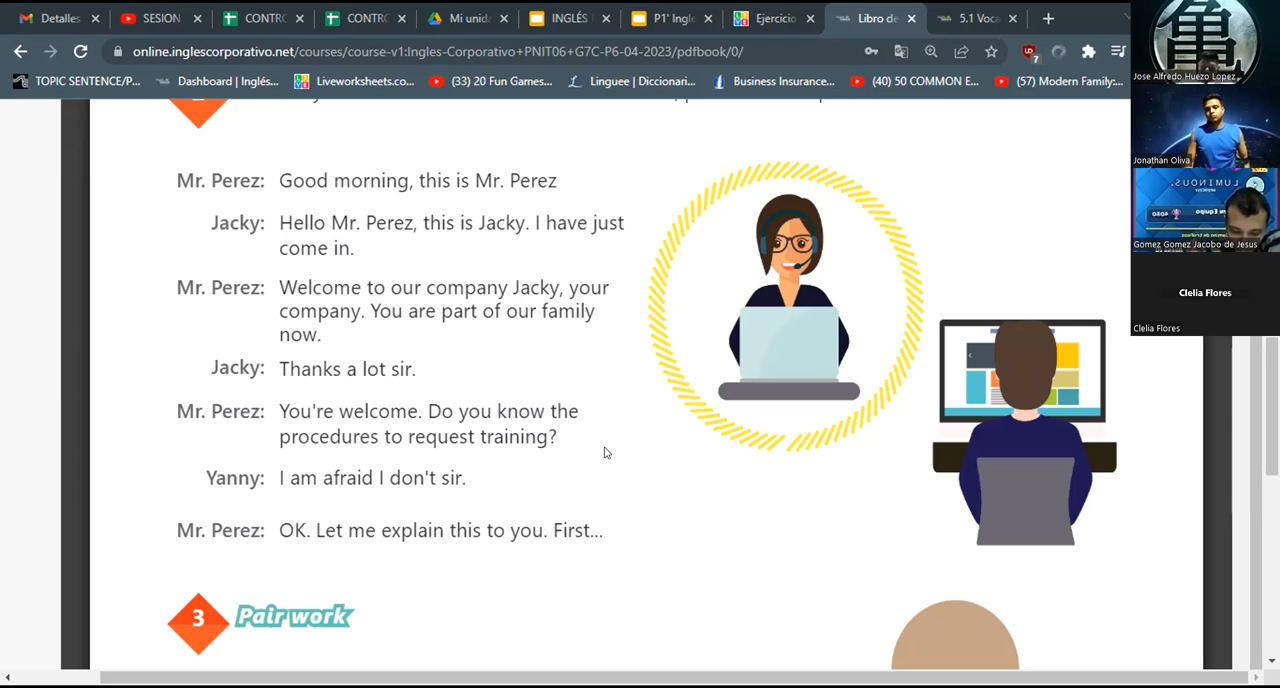 Detalles
SESION
CONTRO
CONTRO
Mi unida
INGLÉS
P1' Ingle
Ejercicio
Libro de
5.1 Voca
online.inglescorporativo.net/courses/course-v1:Ingles-Corporativo+PNIT06+G7C-P6-04-2023/pdfbook/0/
7
TOPIC SENTENCE/P...
Dashboard | Inglés...
Liveworksheets.co...
(33) 20 Fun Games...
Linguee | Diccionari...
Business Insurance...
(40) 50 COMMON E...
(57) Modern Family:...
Jose Alfredo Huezo Lopez
Jonathan Oliva
LUMINOUS.
Gomez Gomez Jacobo de Jesus
Clelia Flores
Clelia Flores
Mr. Perez: Good morning, this is Mr. Perez
Jacky: Hello Mr. Perez, this is Jacky. I have just
come in.
Mr. Perez: Welcome to our company Jacky, your
company. You are part of our family
now.
Jacky: Thanks a lot sir.
Mr. Perez: You're welcome. Do you know the
procedures to request training?
Yanny: I am afraid I don't sir.
Mr. Perez: OK. Let me explain this to you. First...
3 Pair work